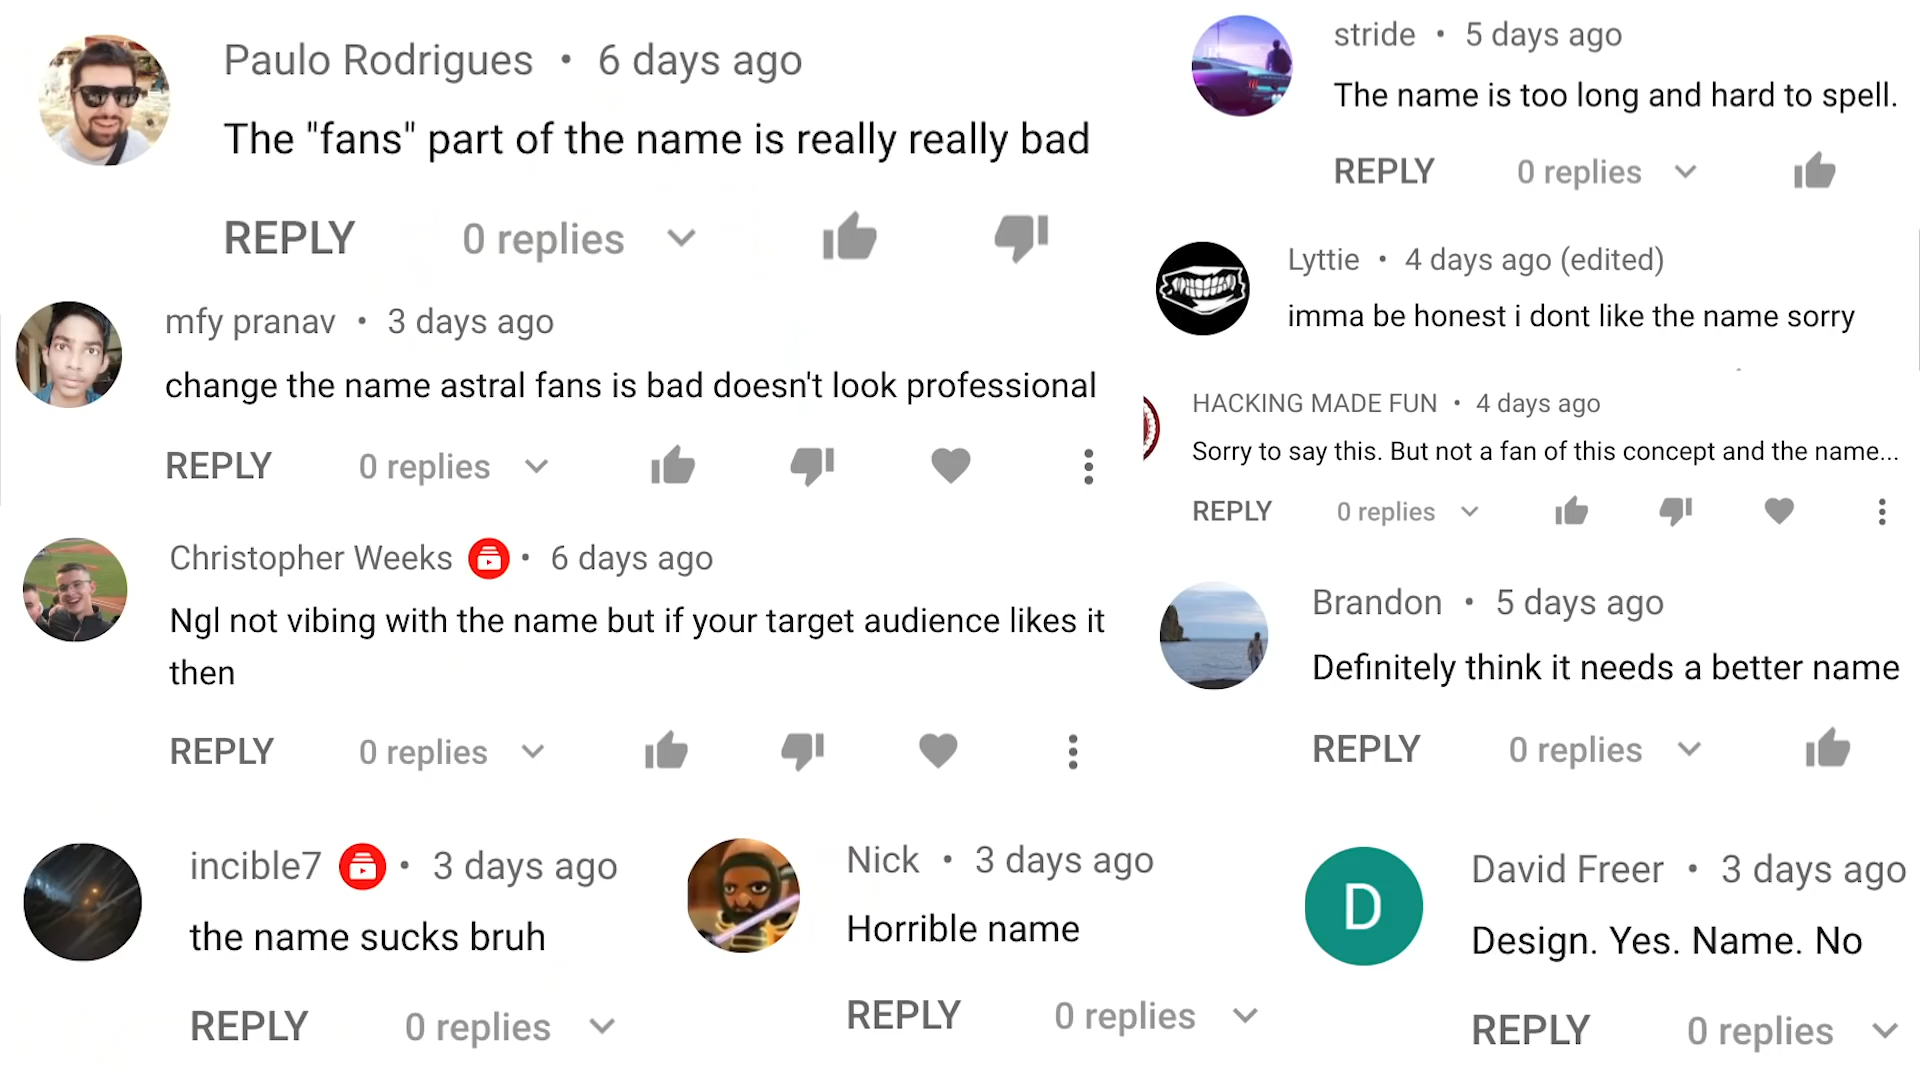 Paulo Rodrigues • 6 days ago
The "fans" part of the name is really really bad
REPLY 0 replies
mfy pranav • 3 days ago
change the name astral fans is bad doesn't look professional
REPLY 0 replies
Christopher Weeks • 6 days ago
Ngl not vibing with the name but if your target audience likes it
then
REPLY 0 replies
incible7 • 3 days ago
the name sucks bruh
REPLY 0 replies
Nick • 3 days ago
Horrible name
REPLY 0 replies
stride • 5 days ago
The name is too long and hard to spell.
REPLY 0 replies
Lyttie • 4 days ago (edited)
imma be honest i dont like the name sorry
HACKING MADE FUN • 4 days ago
Sorry to say this. But not a fan of this concept and the name...
REPLY 0 replies
Brandon • 5 days ago
Definitely think it needs a better name
REPLY 0 replies
D
David Freer • 3 days ago
Design. Yes. Name. No
REPLY 0 replies